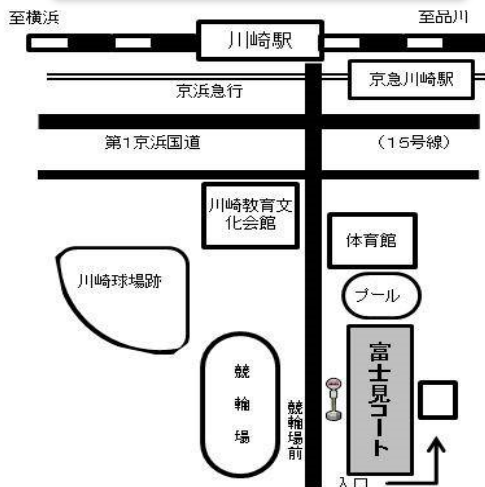 至横浜
至品川
川崎駅
京急川崎駅
京浜急行
第1京浜国道
(15号線)
川崎教育文
化会館
体育館
川崎球場跡
プール
競輪場
競輪場前
富士見コート
入口